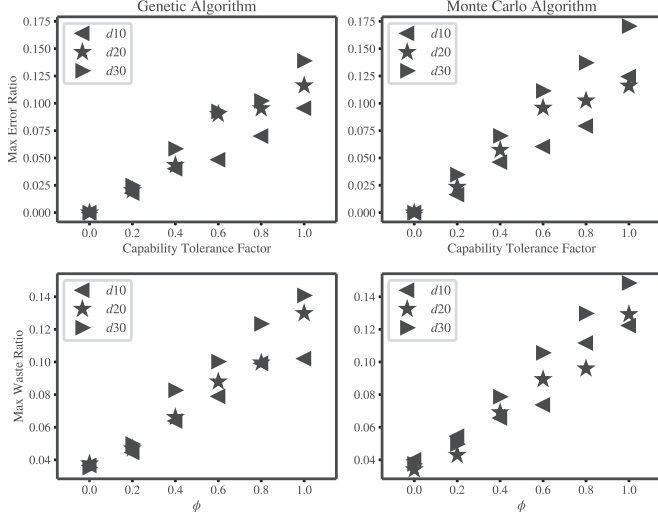 Genetic Algorithm
Max Error Ratio
0.175
0.150
0.125
0.100
0.075
0.050
0.025
0.000
d10
d20
d30
0.0 0.2 0.4 0.6 0.8 1.0
Capability Tolerance Factor
Monte Carlo Algorithm
0.175
0.150
0.125
0.100
0.075
0.050
0.025
0.000
d10
d20
d30
0.0 0.2 0.4 0.6 0.8 1.0
Capability Tolerance Factor
Max Waste Ratio
0.14
0.12
0.10
0.08
0.06
0.04
d10
d20
d30
0.0 0.2 0.4 0.6 0.8 1.0
ϕ
0.14
0.12
0.10
0.08
0.06
0.04
d10
d20
d30
0.0 0.2 0.4 0.6 0.8 1.0
ϕ